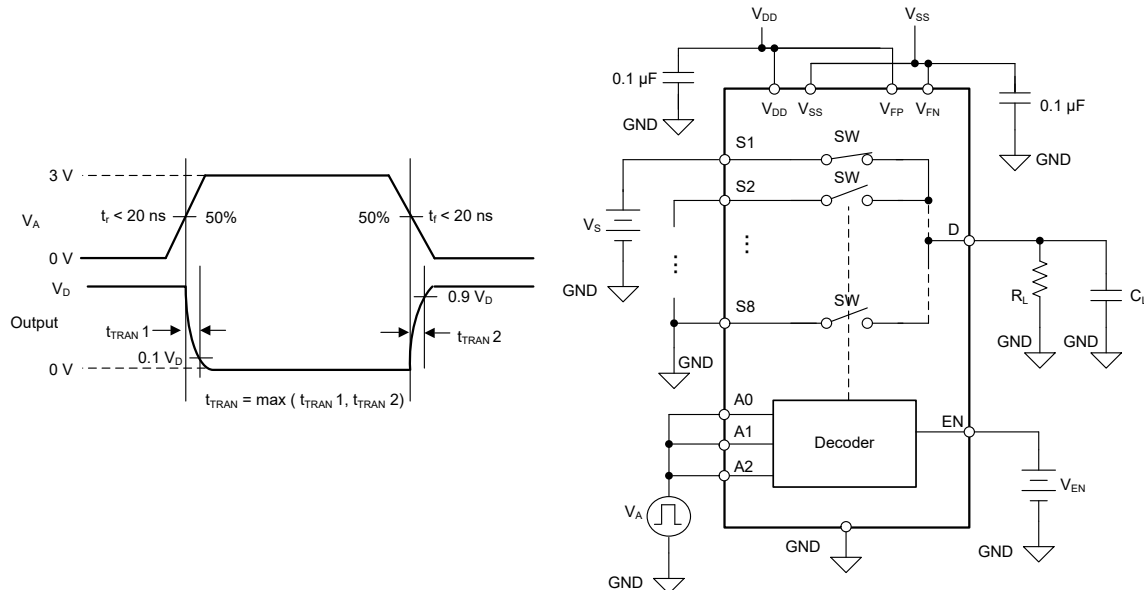 3 V
V_A
t_r < 20 ns
50%
50%
t_f < 20 ns
0 V
V_D
Output
0.9 V_D
t_TRAN 1
t_TRAN 2
0.1 V_D
0 V
t_TRAN = max ( t_TRAN 1, t_TRAN 2)
V_DD
V_SS
0.1 µF
0.1 µF
GND
GND
V_DD
V_SS
V_FP
V_FN
S1
SW
S2
SW
V_S
...
...
GND
D
R_L
C_L
S8
SW
GND
GND
GND
A0
A1
A2
Decoder
EN
V_A
V_EN
GND
GND
GND